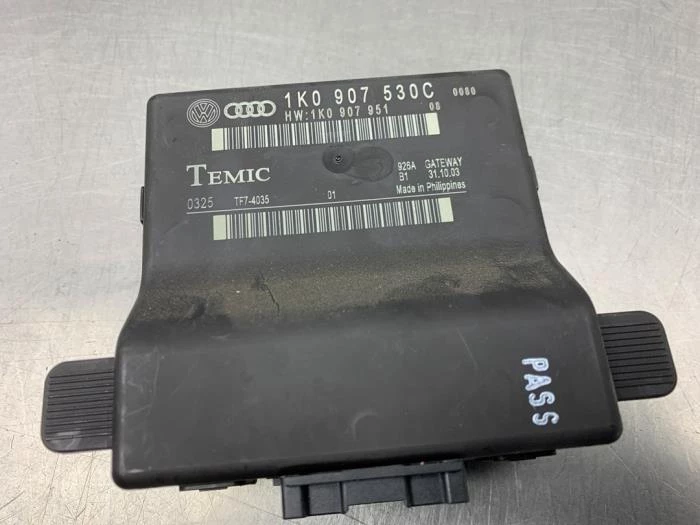 1K0 907 530C 0080
HW:1K0 907 951 08
TEMIC
926A GATEWAY
B1 31.10.03
0325 TF7-4035 01 Made in Phillipines
PASS